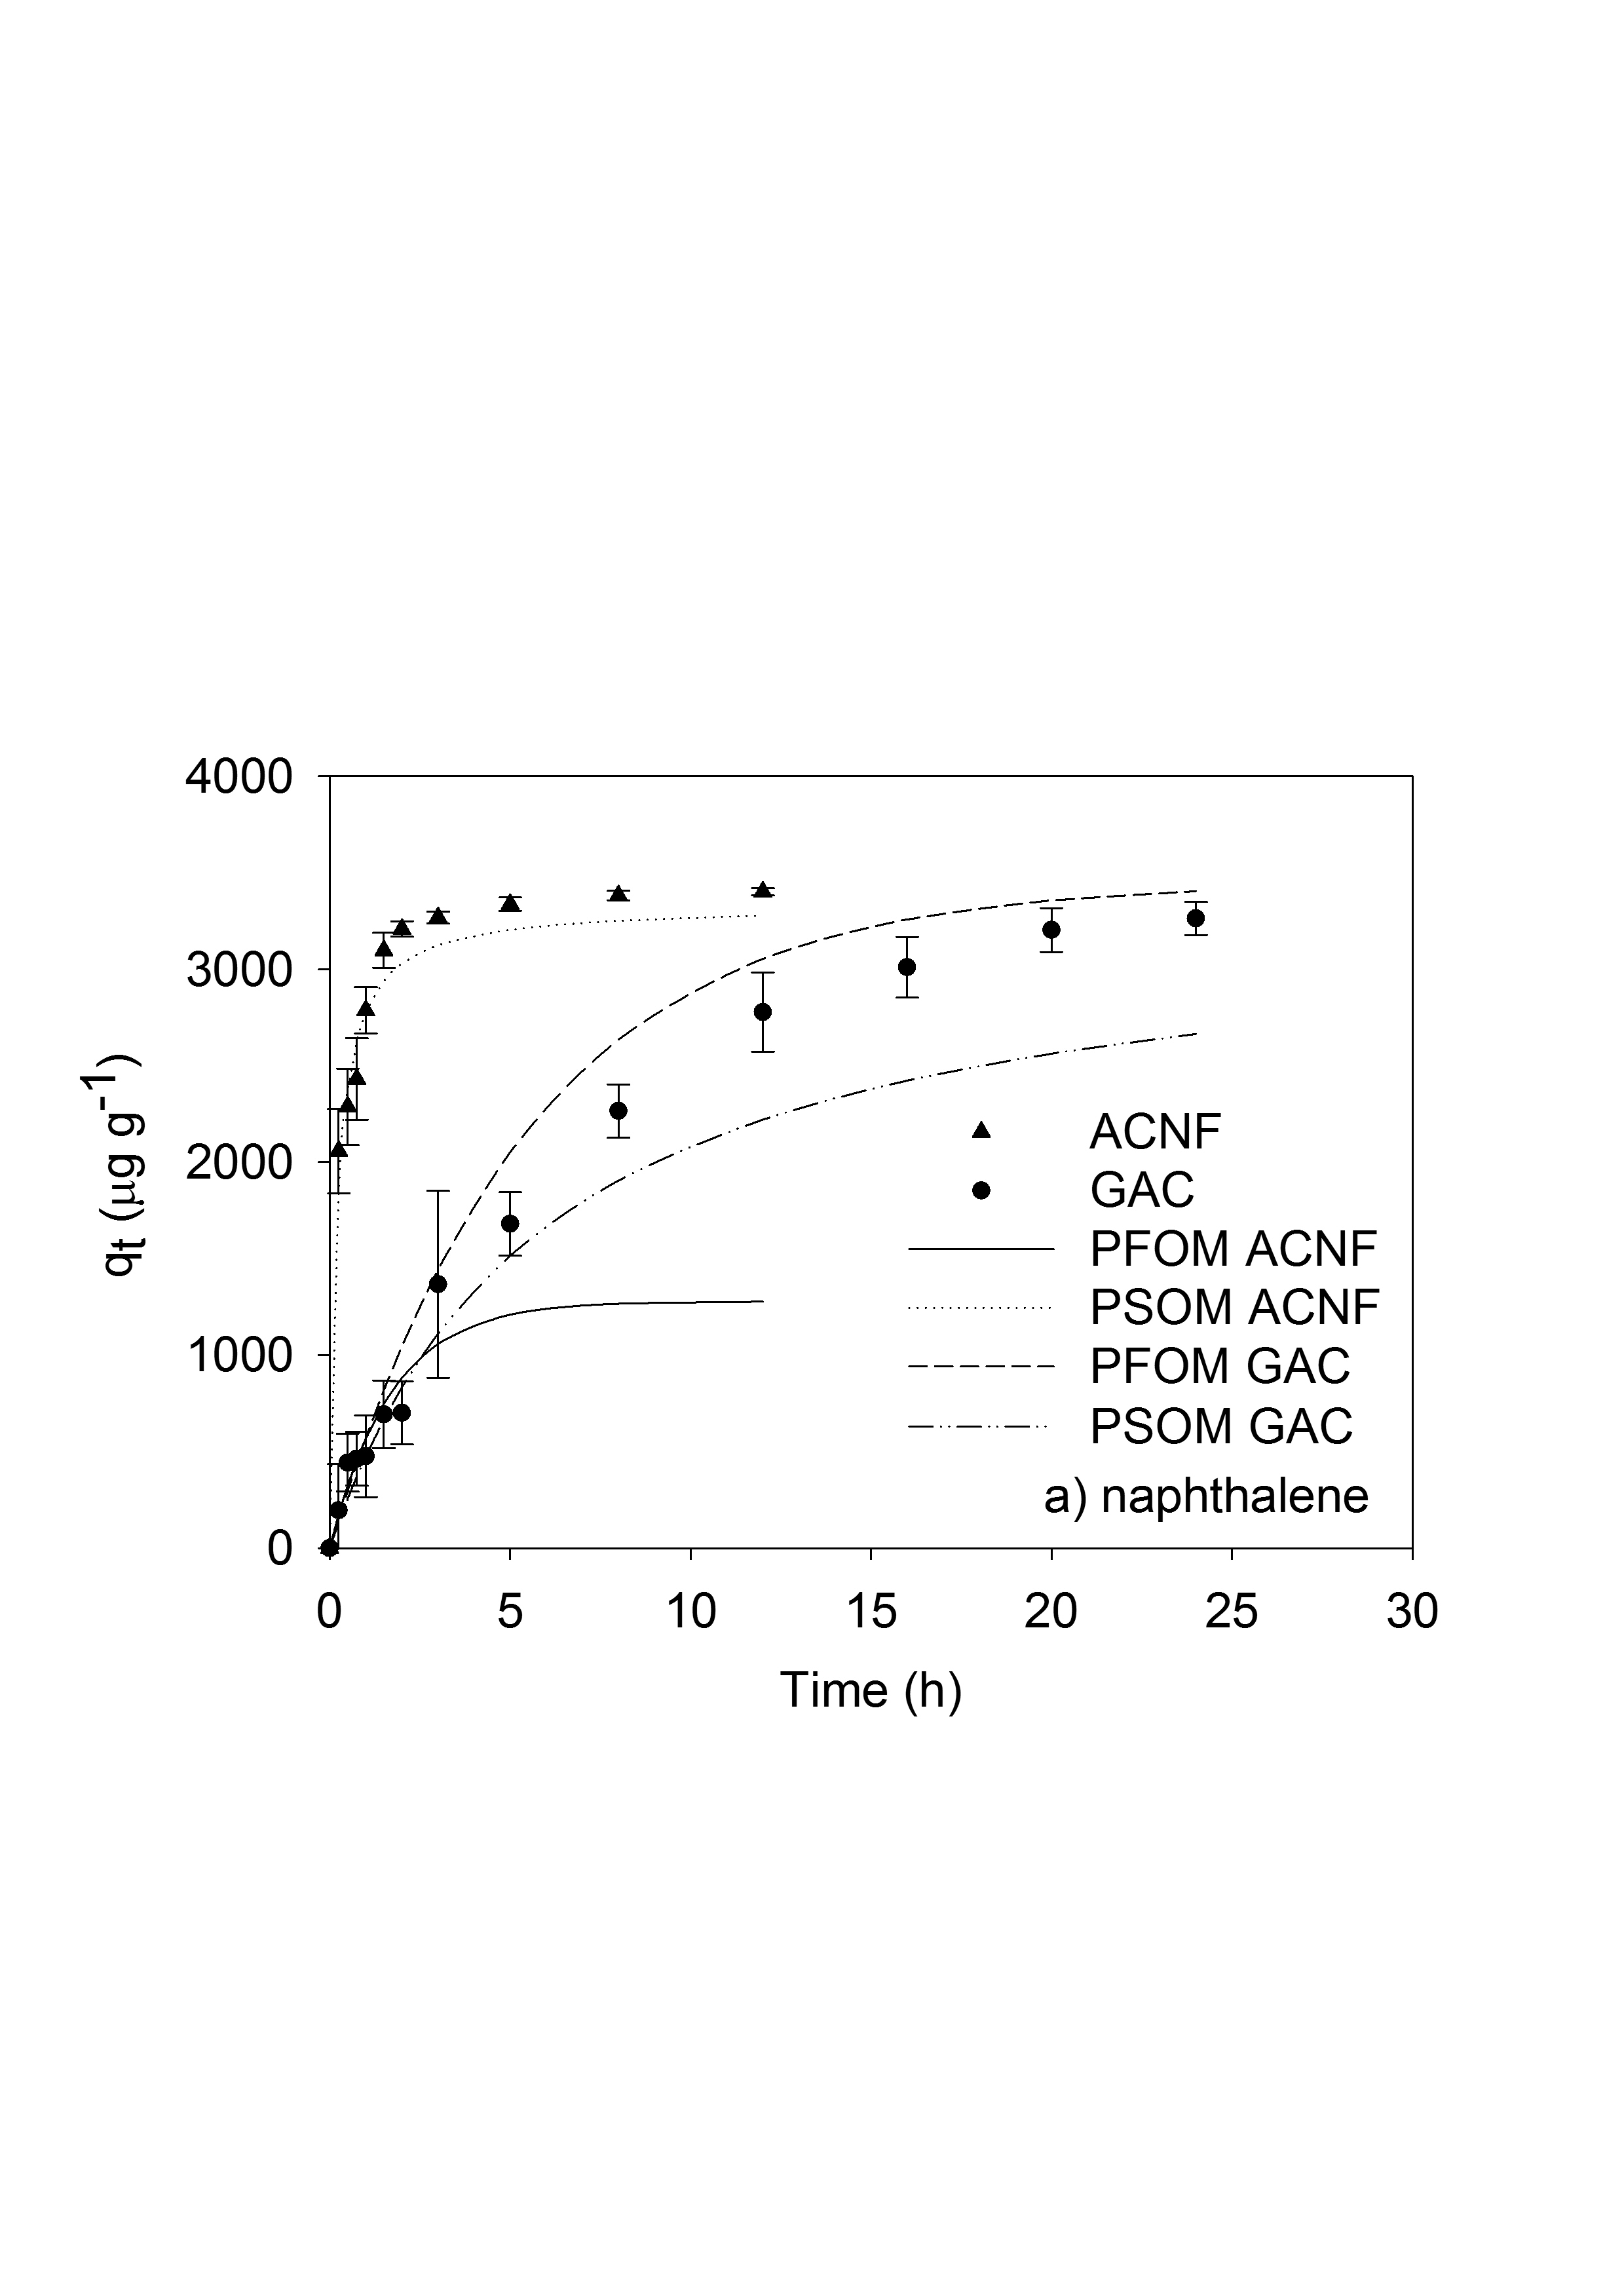 4000
3000
2000
1000
0
qt (µg g-1)
0 5 10 15 20 25 30
Time (h)
ACNF
GAC
PFOM ACNF
PSOM ACNF
PFOM GAC
PSOM GAC
a) naphthalene